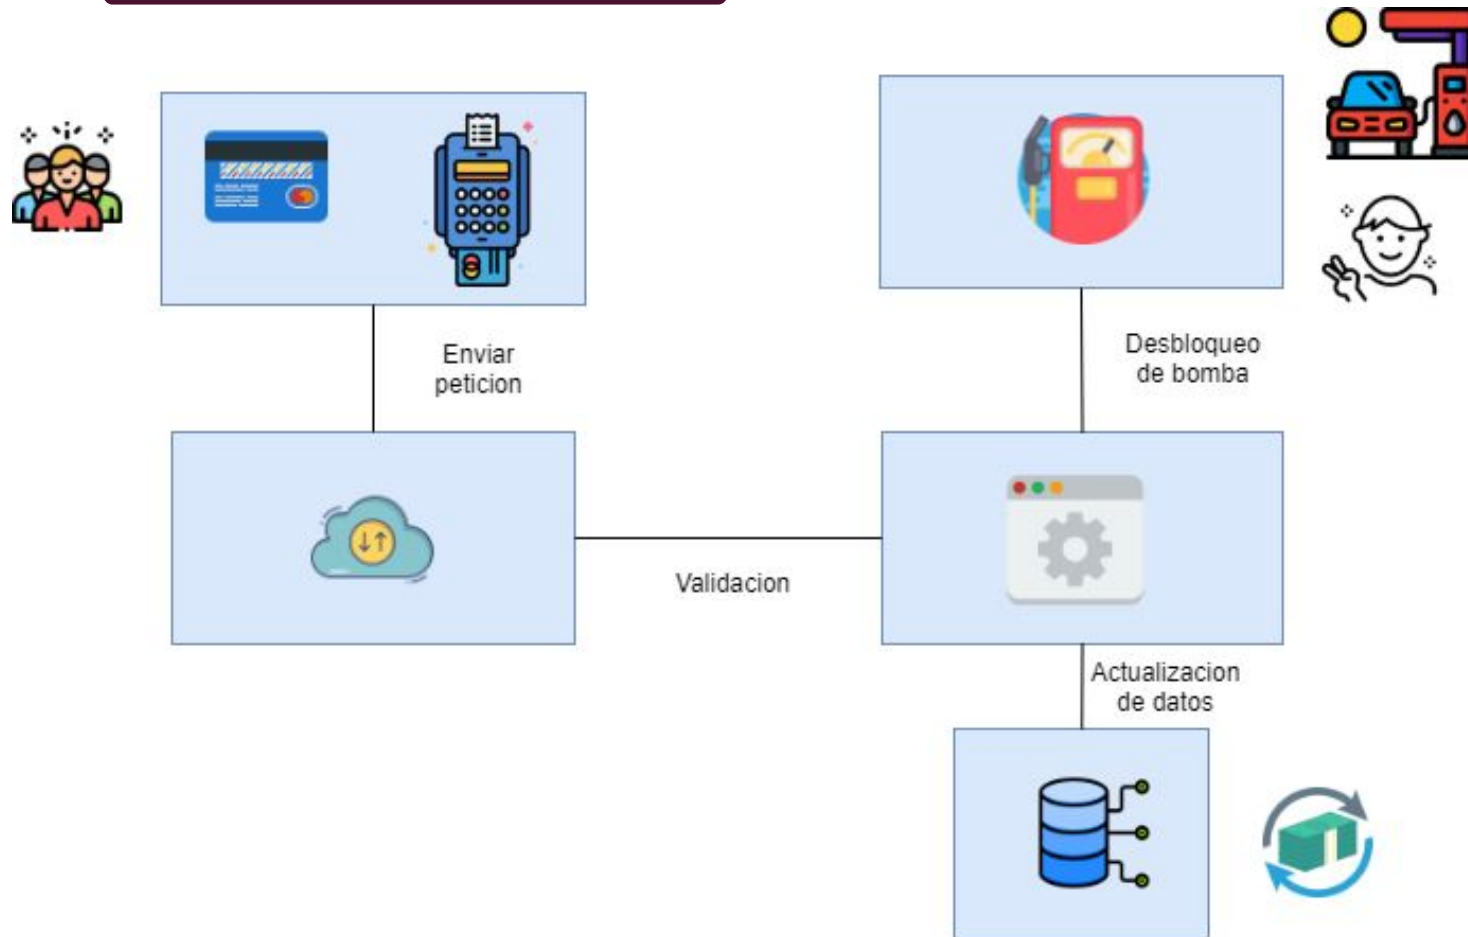 Enviar
peticion
Desbloqueo
de bomba
Validacion
Actualizacion
de datos